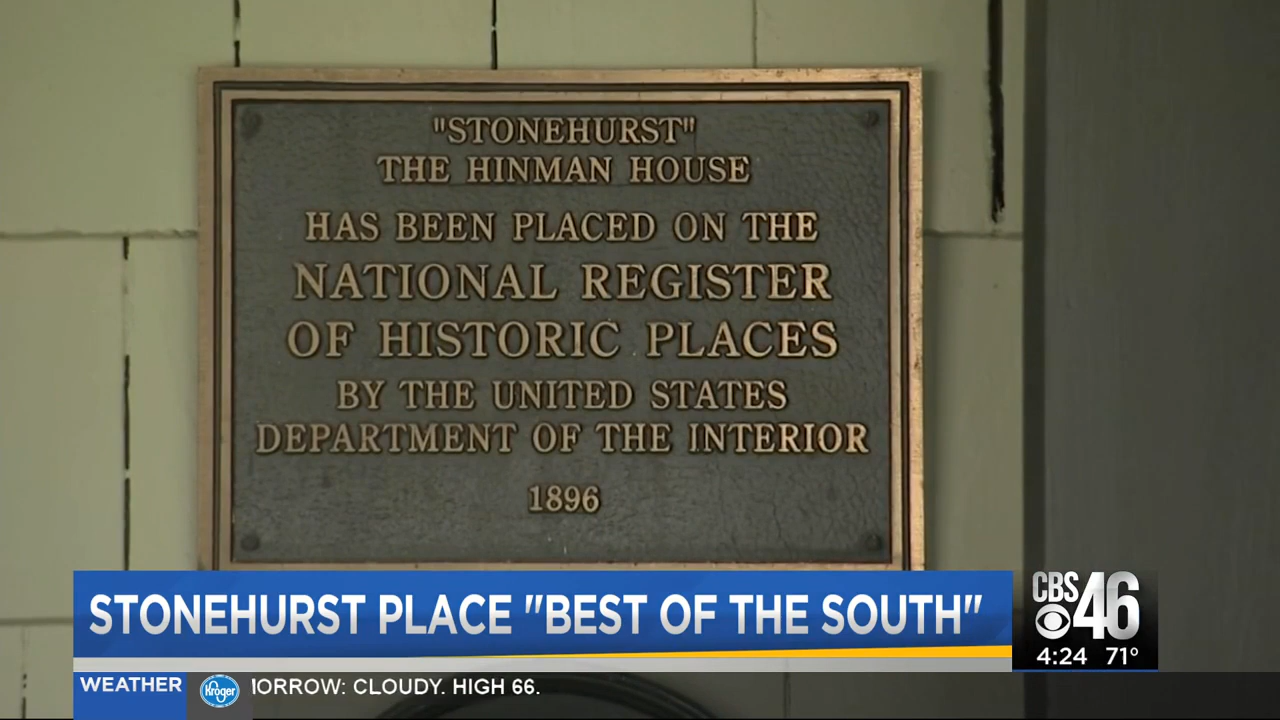 "STONEHURST"
THE HINMAN HOUSE
HAS BEEN PLACED ON THE
NATIONAL REGISTER
OF HISTORIC PLACES
BY THE UNITED STATES
DEPARTMENT OF THE INTERIOR
1896
STONEHURST PLACE "BEST OF THE SOUTH"
CBS 46
4:24 71°
WEATHER Kroger ORROW: CLOUDY. HIGH 66.